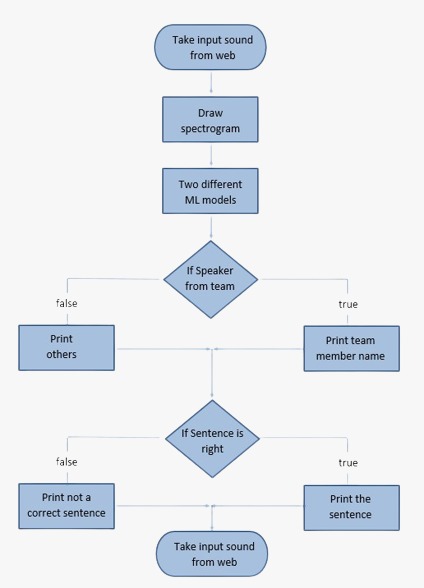 Take input sound
from web
Draw
spectrogram
Two different
ML models
If Speaker
from team
false
true
Print
others
Print team
member name
If Sentence is
right
false
true
Print not a
correct sentence
Print the
sentence
Take input sound
from web